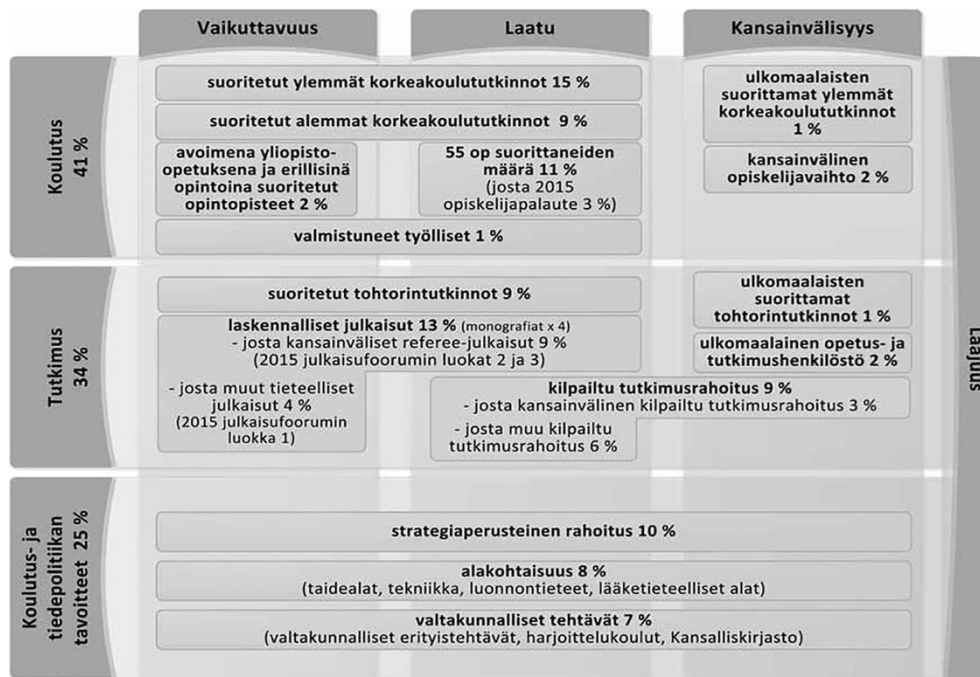 Vaikuttavuus
Laatu
Kansainvälisyys
Koulutus
41 %
suoritetut ylemmät korkeakoulututkinnot 15 %
suoritetut alemmat korkeakoulututkinnot 9 %
avoimena yliopisto-
opetuksena ja erillisinä
opintoina suoritetut
opintopisteet 2 %
55 op suorittaneiden
määrä 11 %
(josta 2015
opiskelijapalaute 3 %)
valmistuneet työlliset 1 %
ulkomaalaisten
suorittamat ylemmät
korkeakoulututkinnot
1 %
kansainvälinen
opiskelijavaihto 2 %
Tutkimus
34 %
suoritetut tohtorintutkinnot 9 %
laskennalliset julkaisut 13 % (monografiat x 4)
- josta kansainväliset referee-julkaisut 9 %
(2015 julkaisufoorumin luokat 2 ja 3)
- josta muut tieteelliset
julkaisut 4 %
(2015 julkaisufoorumin
luokka 1)
ulkomaalaisten
suorittamat
tohtorintutkinnot 1 %
ulkomaalainen opetus- ja
tutkimushenkilöstö 2 %
kilpailtu tutkimusrahoitus 9 %
- josta kansainvälinen kilpailtu tutkimusrahoitus 3 %
- josta muu kilpailtu
tutkimusrahoitus 6 %
Koulutus- ja
tiedepolitiikan
tavoitteet 25 %
strategiaperusteinen rahoitus 10 %
alakohtaisuus 8 %
(taidealat, tekniikka, luonnontieteet, lääketieteelliset alat)
valtakunnalliset tehtävät 7 %
(valtakunnalliset erityistehtävät, harjoittelukoulut, Kansalliskirjasto)
Laajuus